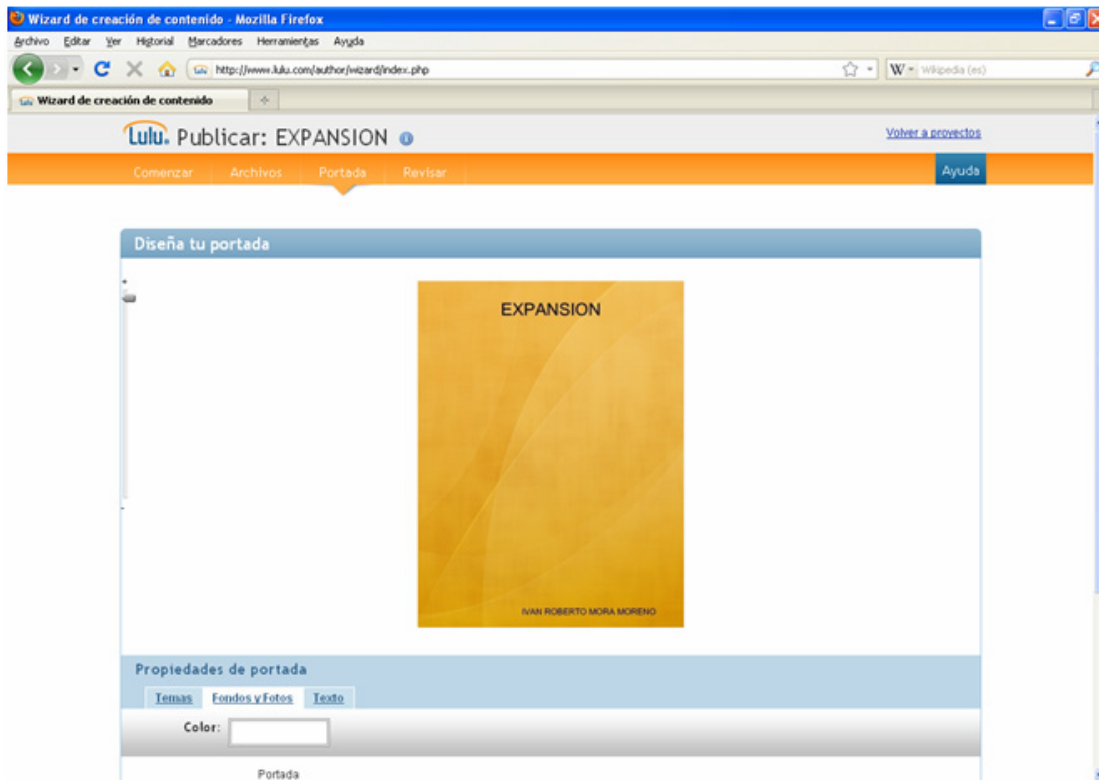 Wizard de creación de contenido - Mozilla Firefox
Archivo Editar Ver Historial Marcadores Herramientas Ayuda
http://www.lulu.com/author/wizard/index.php W Wikipedia (es)
Wizard de creación de contenido
Lulu. Publicar: EXPANSION Volver a proyectos
Comenzar Archivos Portada Revisar Ayuda
Diseña tu portada
EXPANSION
IVAN ROBERTO MORA MORENO
Propiedades de portada
Temas Fondos y Fotos Texto
Color:
Portada